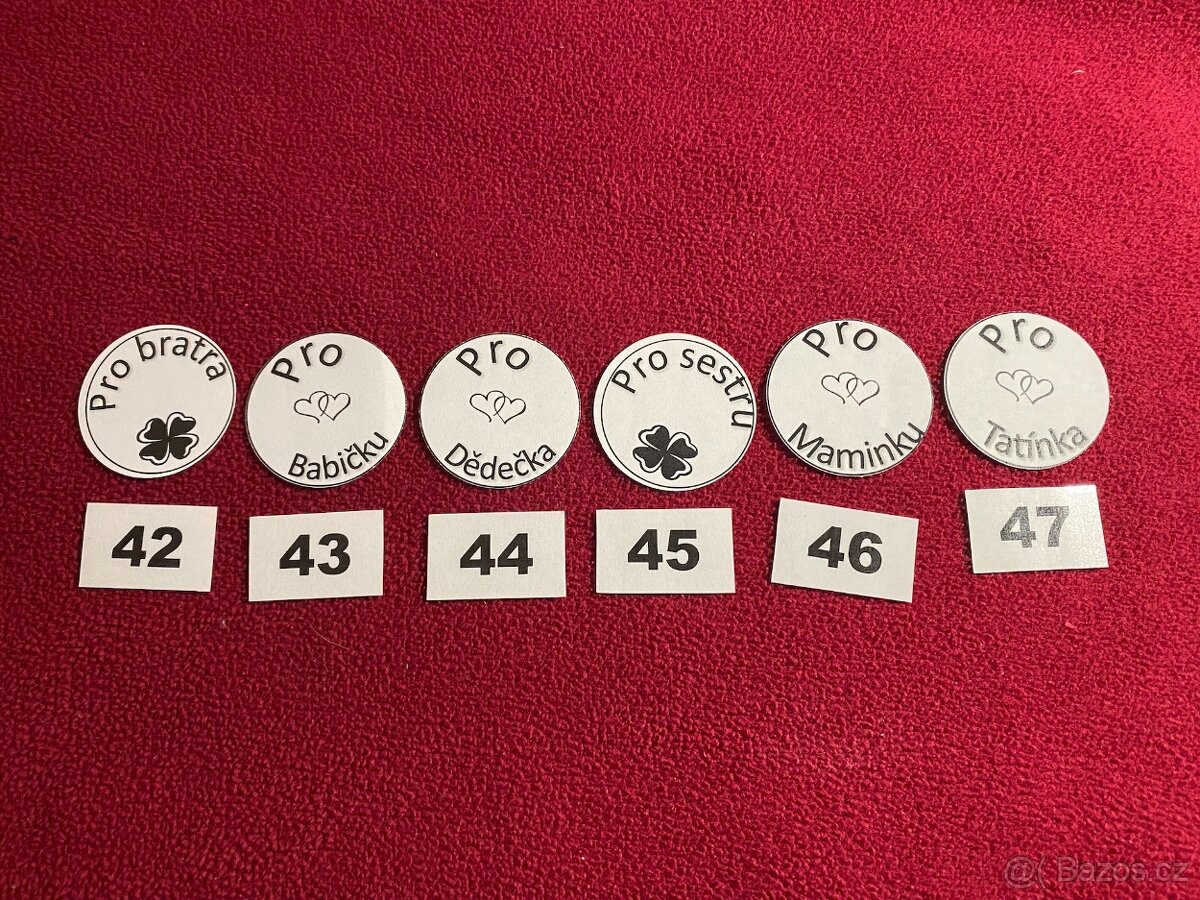 Pro bratra
Pro
Babičku
Pro
Dědečka
Pro sestru
Pro
Maminku
Pro
Tatínka
42
43
44
45
46
47
@( Bazos.cz